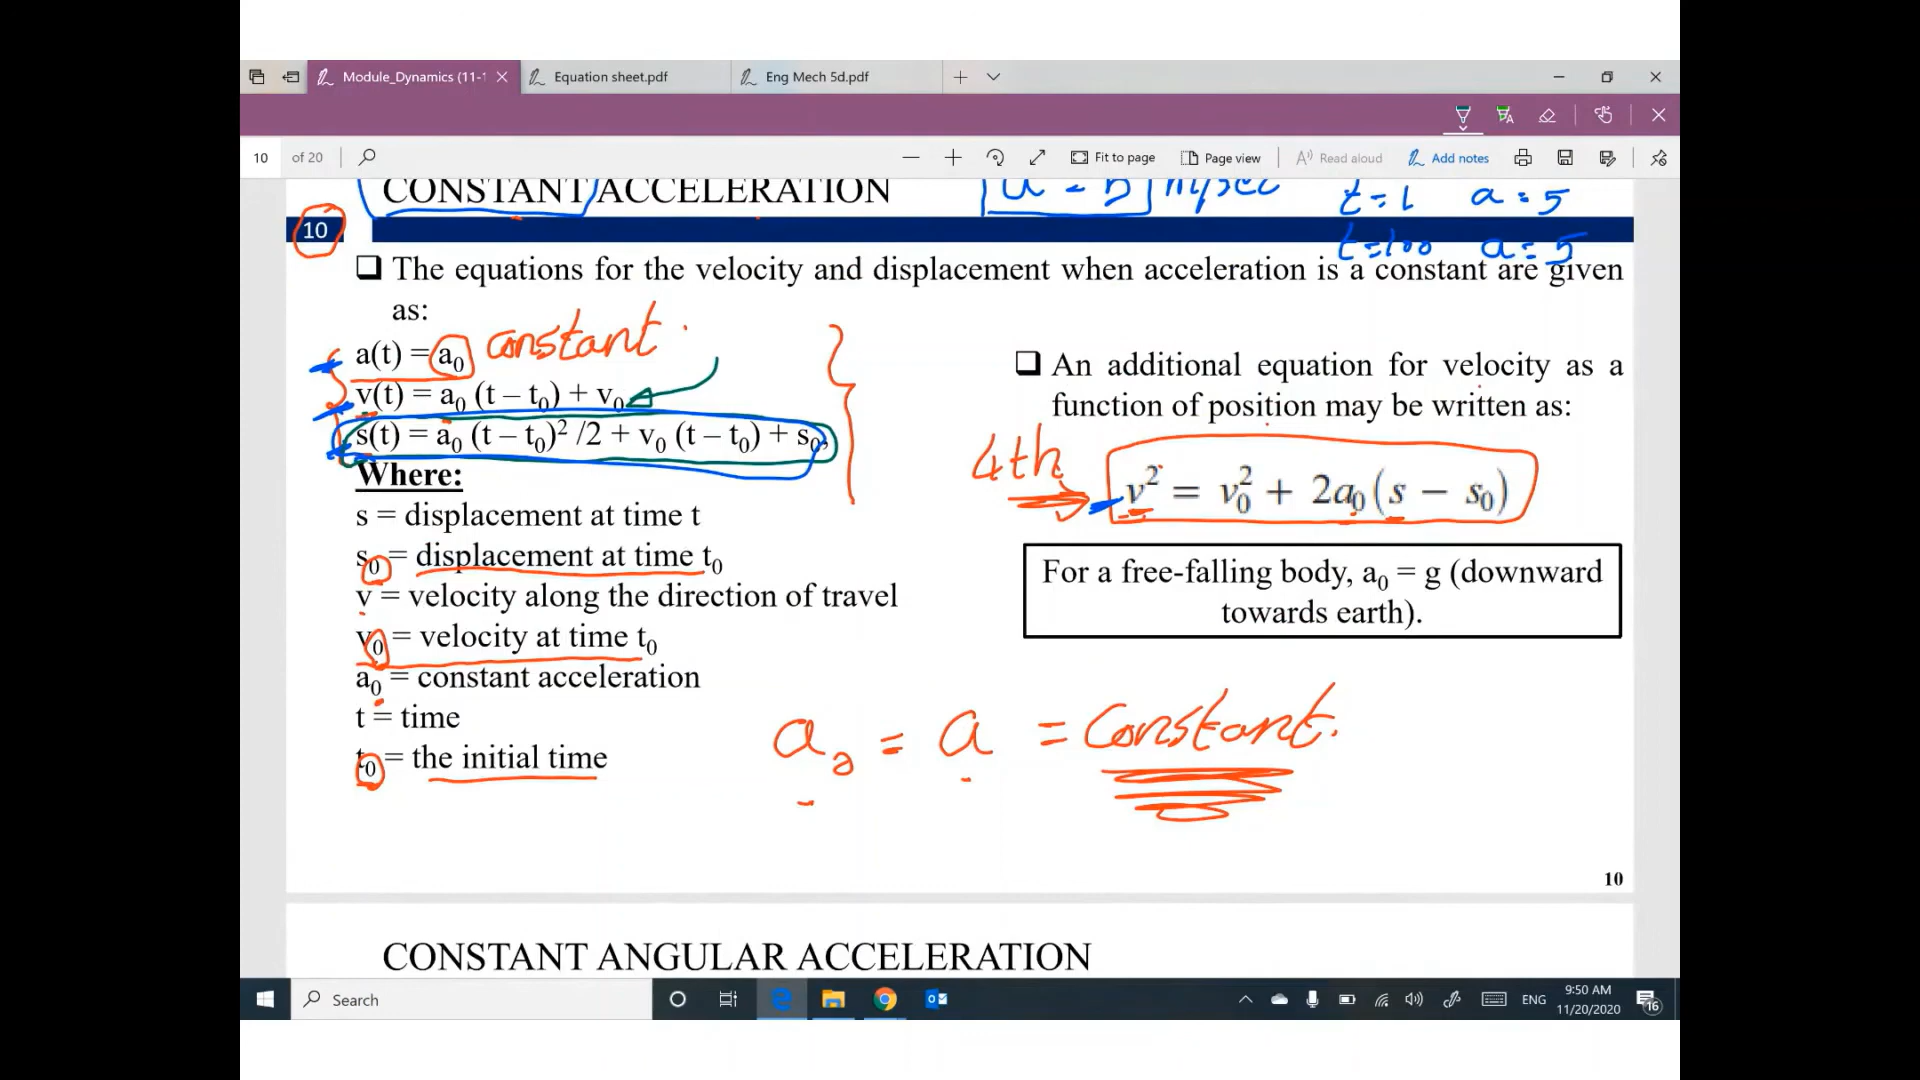 Module_Dynamics (11-1
Equation sheet.pdf
Eng Mech 5d.pdf
10 of 20
Fit to page
Page view
Read aloud
Add notes
CONSTANT ACCELERATION
a = 5 m/sec
t=1 a=5
t=100 a=5
10
The equations for the velocity and displacement when acceleration is a constant are given
as:
a(t) = a₀ constant.
v(t) = a₀ (t – t₀) + v₀
s(t) = a₀ (t – t₀)² /2 + v₀ (t – t₀) + s₀,
Where:
s = displacement at time t
s₀ = displacement at time t₀
v = velocity along the direction of travel
v₀ = velocity at time t₀
a₀ = constant acceleration
t = time
t₀ = the initial time
An additional equation for velocity as a
function of position may be written as:
4th
v² = v₀² + 2a₀(s − s₀)
For a free-falling body, a₀ = g (downward
towards earth).
a₀ = a = constant.
10
CONSTANT ANGULAR ACCELERATION
Search
ENG
9:50 AM
11/20/2020
16